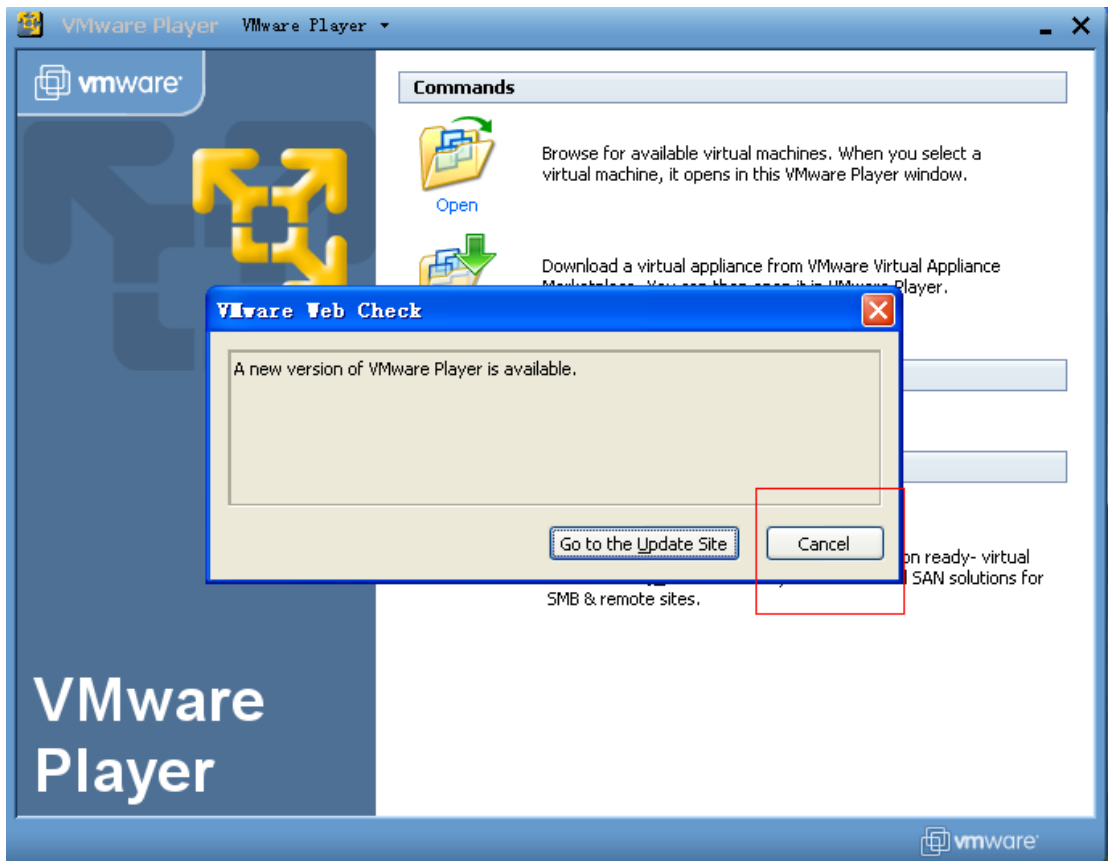 VMware Player VMware Player
vmware
Commands
Browse for available virtual machines. When you select a
virtual machine, it opens in this VMware Player window.
Open
Download a virtual appliance from VMware Virtual Appliance
Player.
VMware Web Check
A new version of VMware Player is available.
Go to the Update Site
Cancel
on ready- virtual
SAN solutions for
SMB & remote sites.
VMware
Player
vmware